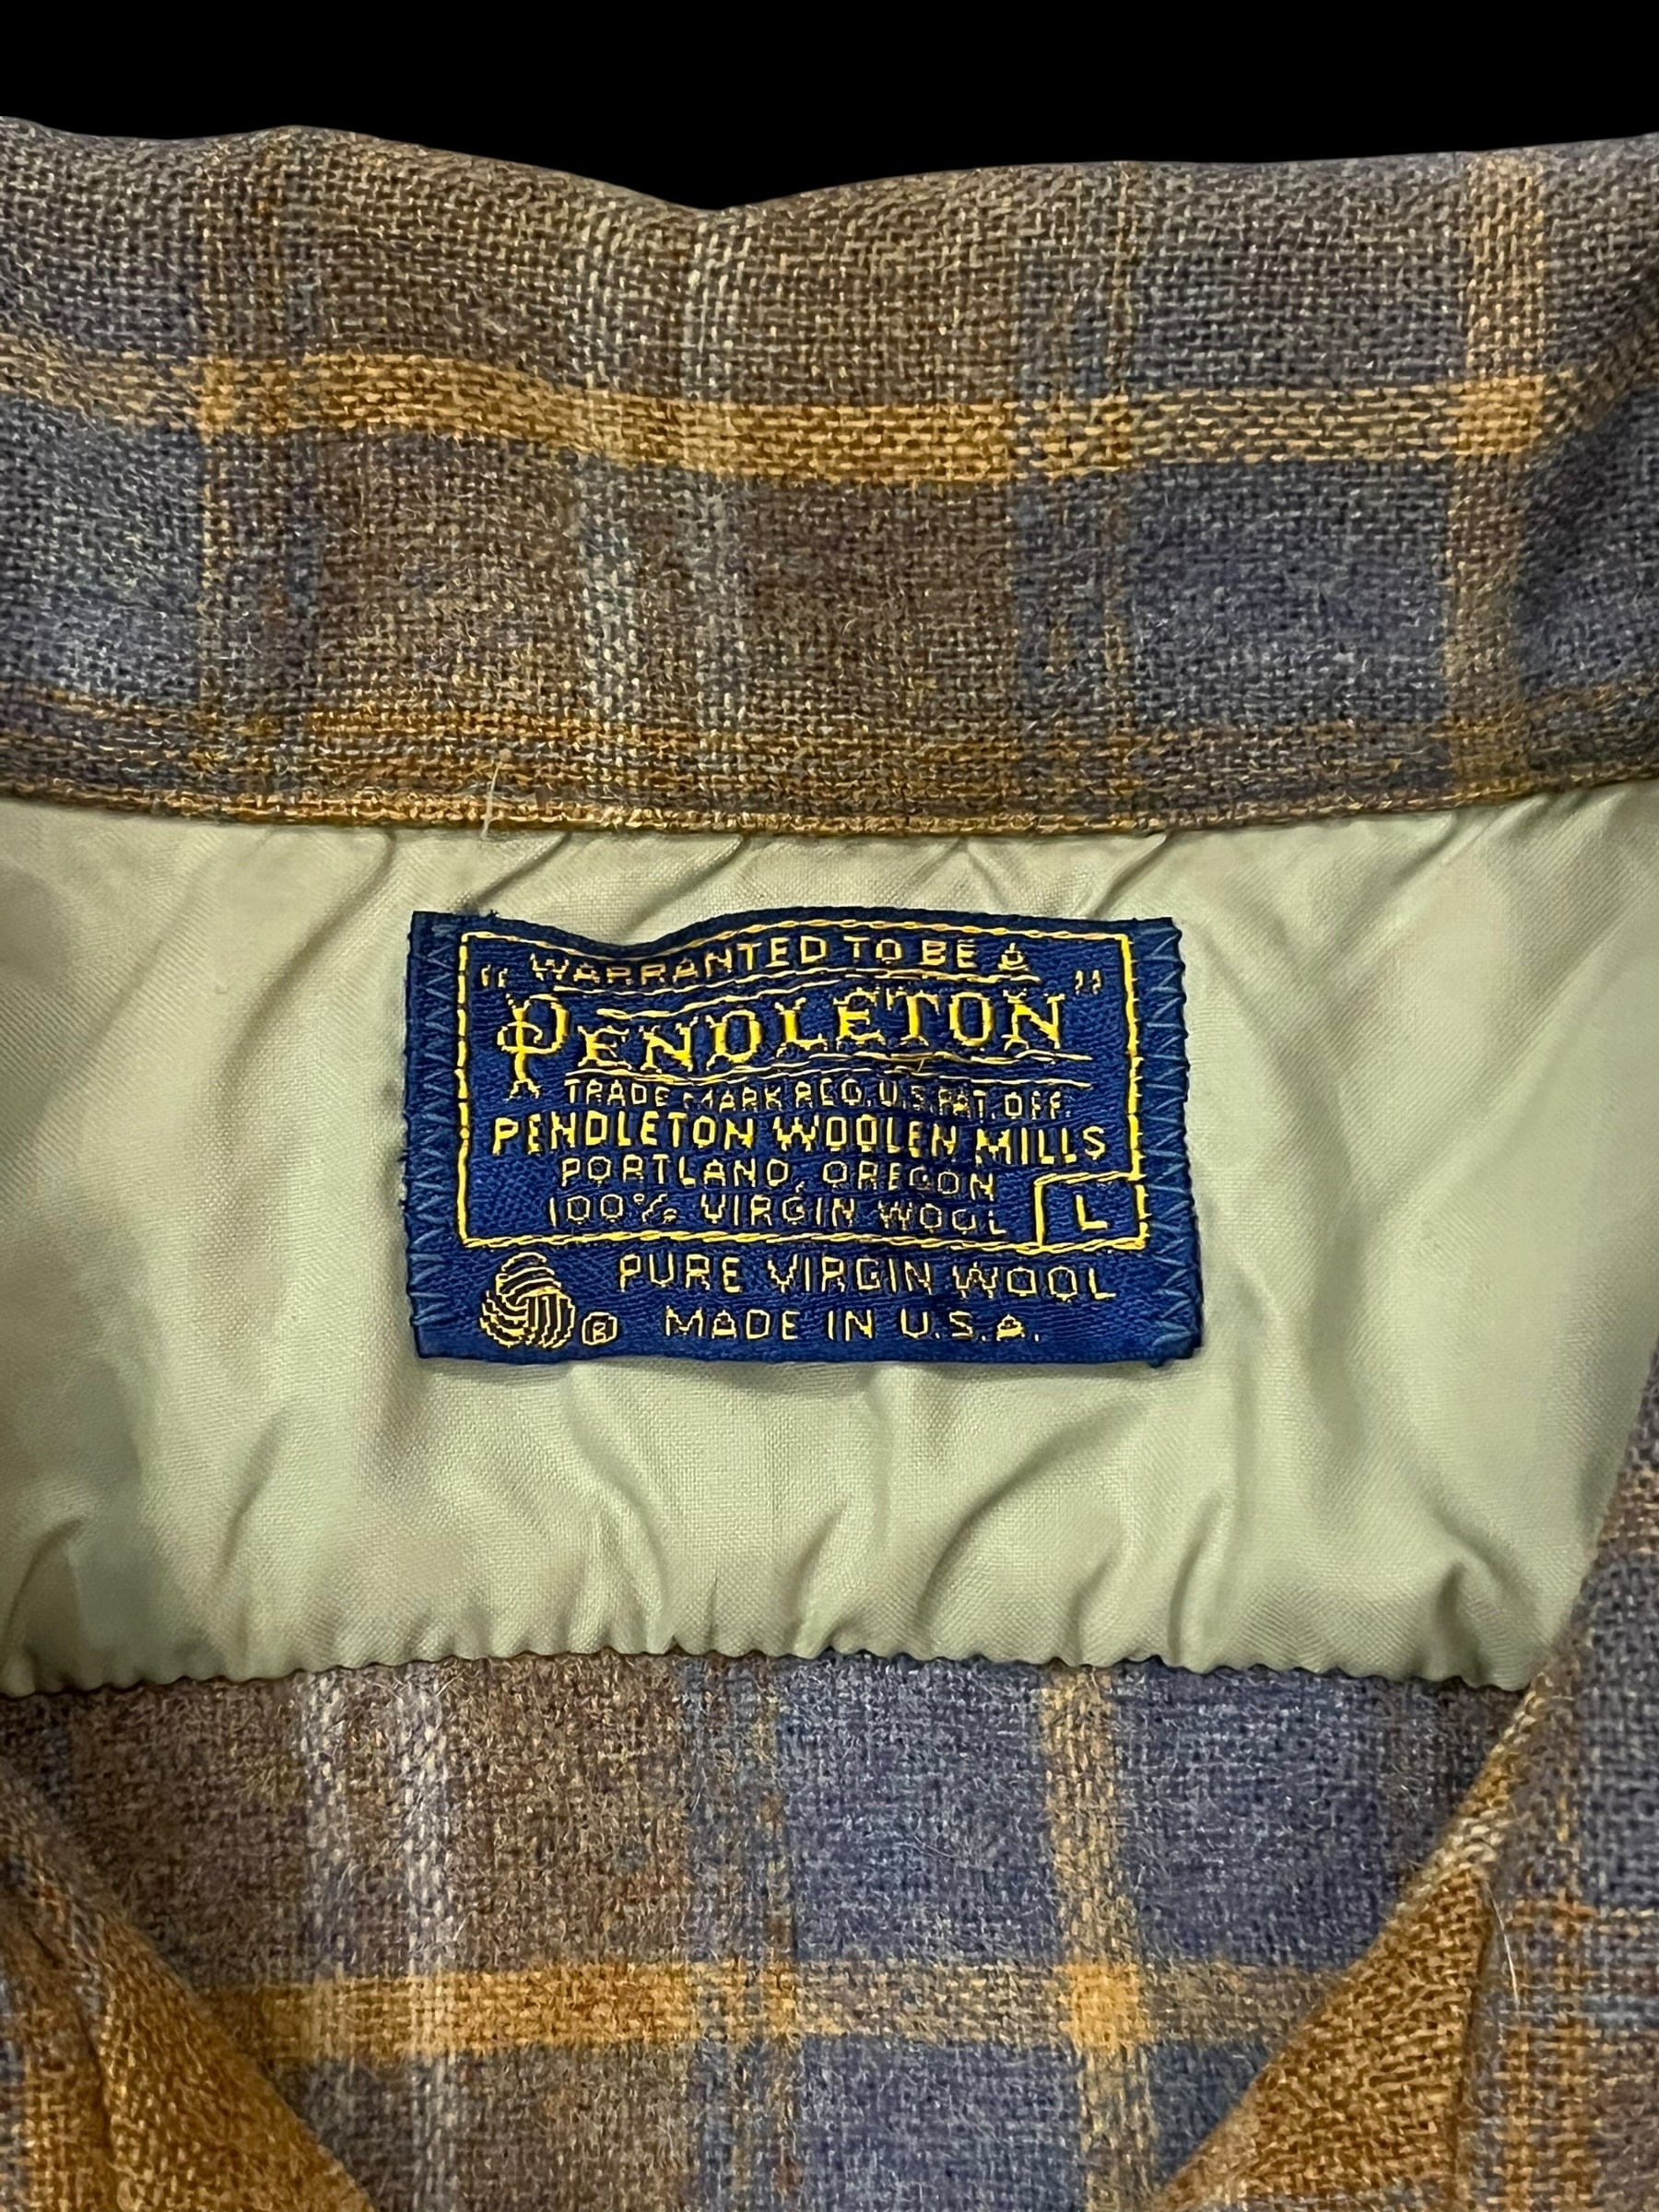 "WARRANTED TO BE A
PENDLETON"
TRADE MARK REG. U.S. PAT. OFF.
PENDLETON WOOLEN MILLS
PORTLAND, OREGON
100% VIRGIN WOOL
L
PURE VIRGIN WOOL
® MADE IN U.S.A.